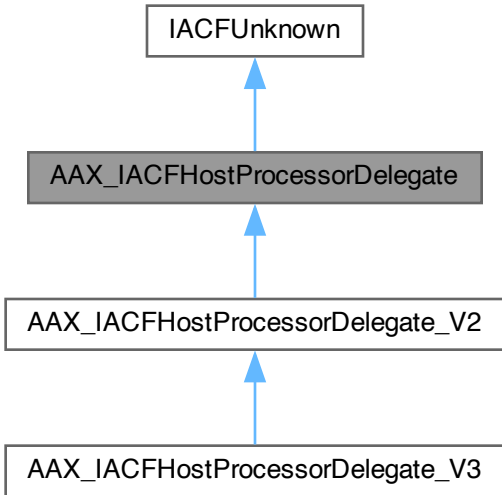 IACFUnknown
AAX_IACFHostProcessorDelegate
AAX_IACFHostProcessorDelegate_V2
AAX_IACFHostProcessorDelegate_V3